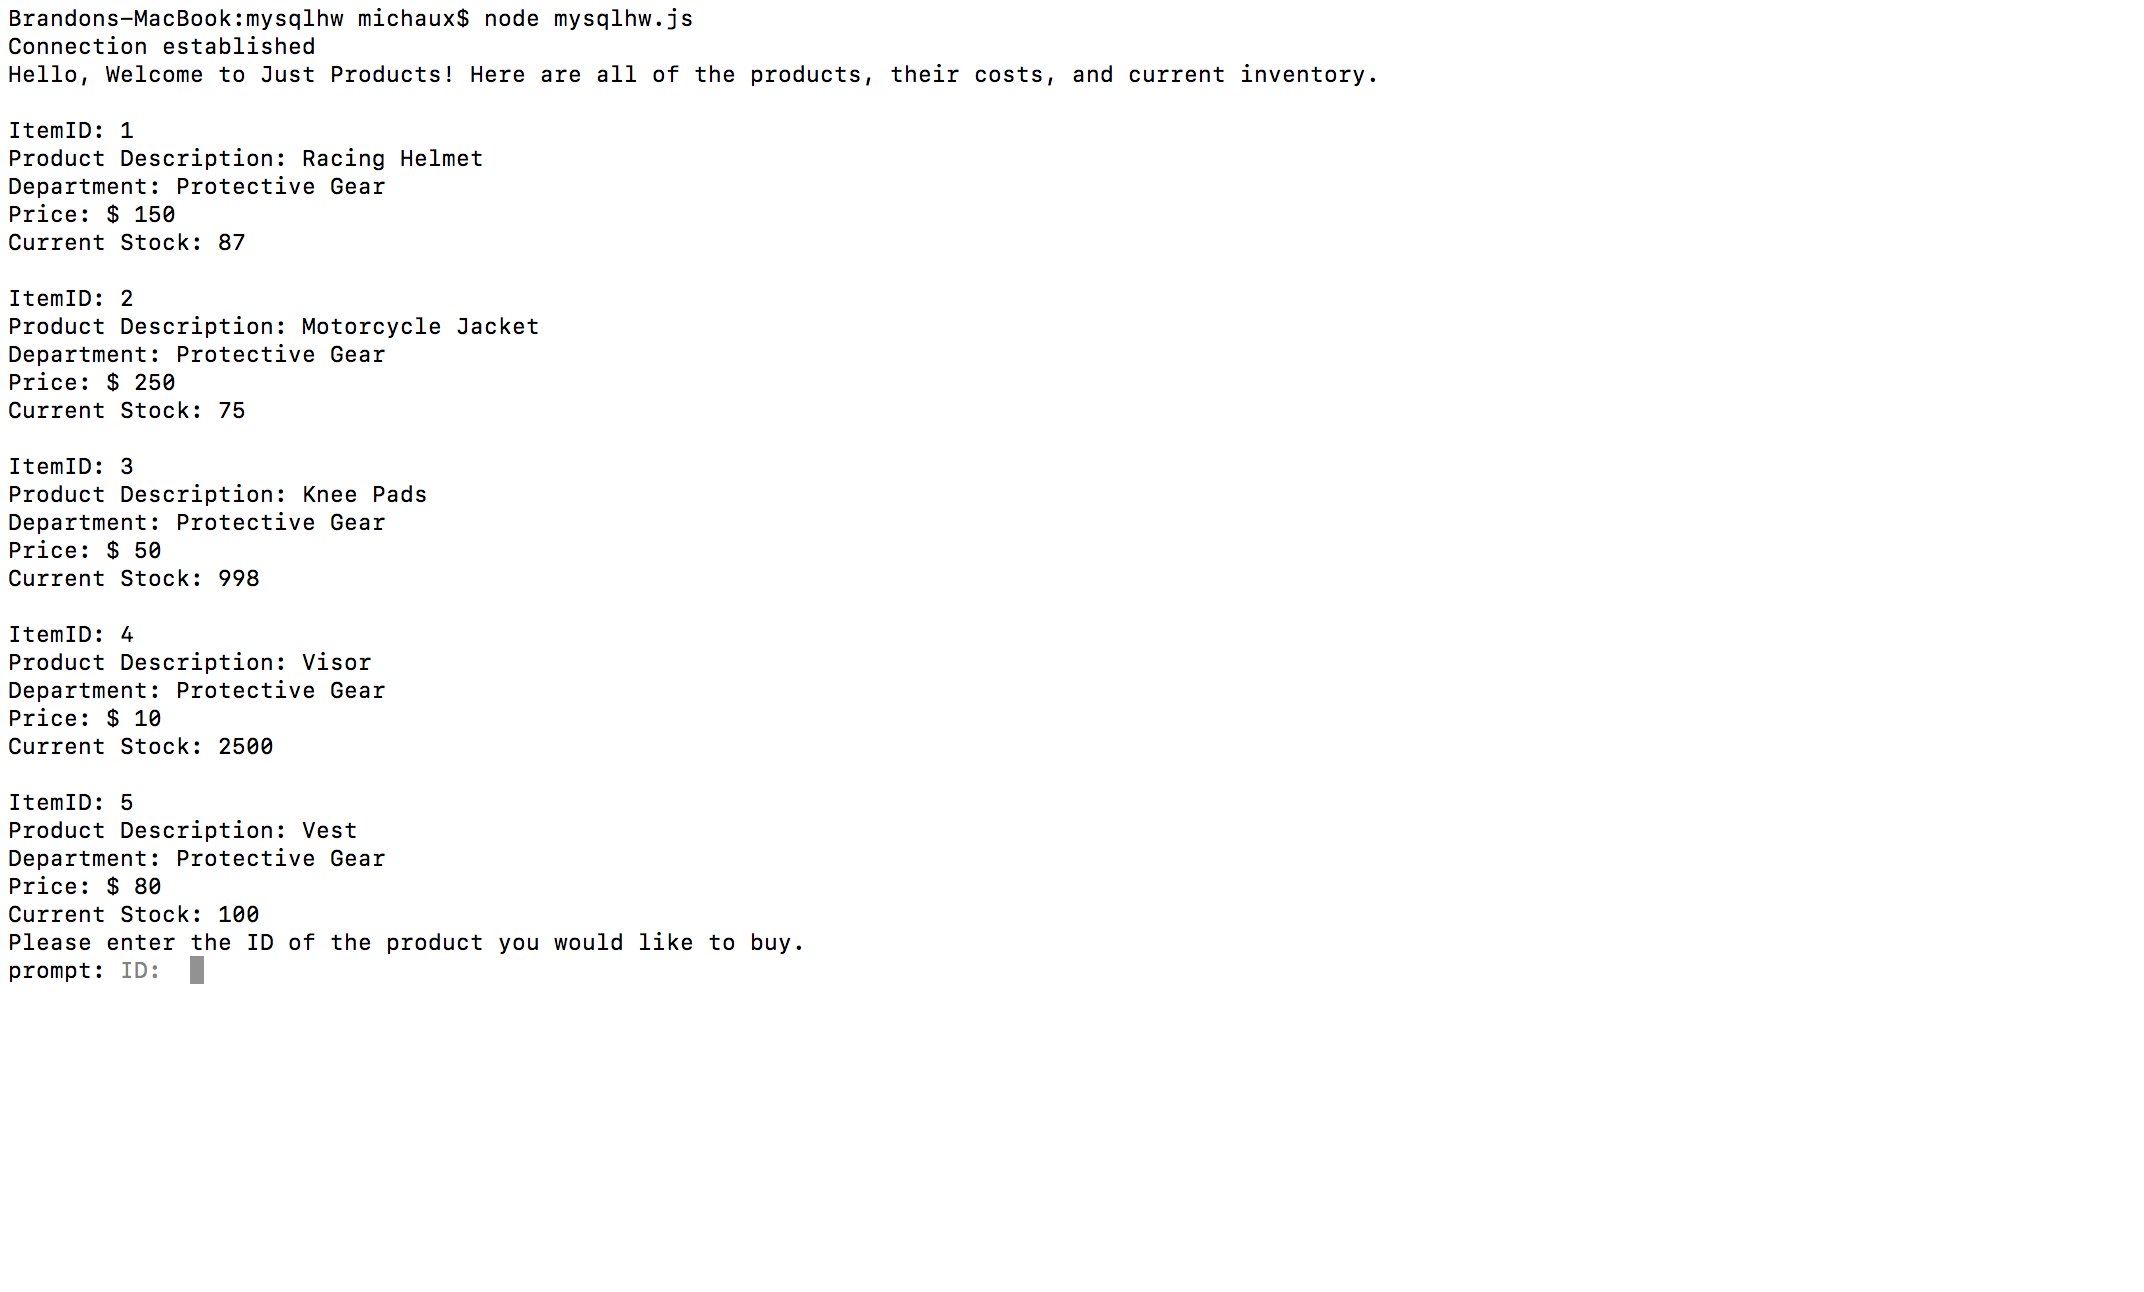 Brandons-MacBook:mysqlhw michaux$ node mysqlhw.js
Connection established
Hello, Welcome to Just Products! Here are all of the products, their costs, and current inventory.
ItemID: 1
Product Description: Racing Helmet
Department: Protective Gear
Price: $ 150
Current Stock: 87
ItemID: 2
Product Description: Motorcycle Jacket
Department: Protective Gear
Price: $ 250
Current Stock: 75
ItemID: 3
Product Description: Knee Pads
Department: Protective Gear
Price: $ 50
Current Stock: 998
ItemID: 4
Product Description: Visor
Department: Protective Gear
Price: $ 10
Current Stock: 2500
ItemID: 5
Product Description: Vest
Department: Protective Gear
Price: $ 80
Current Stock: 100
Please enter the ID of the product you would like to buy.
prompt: ID: